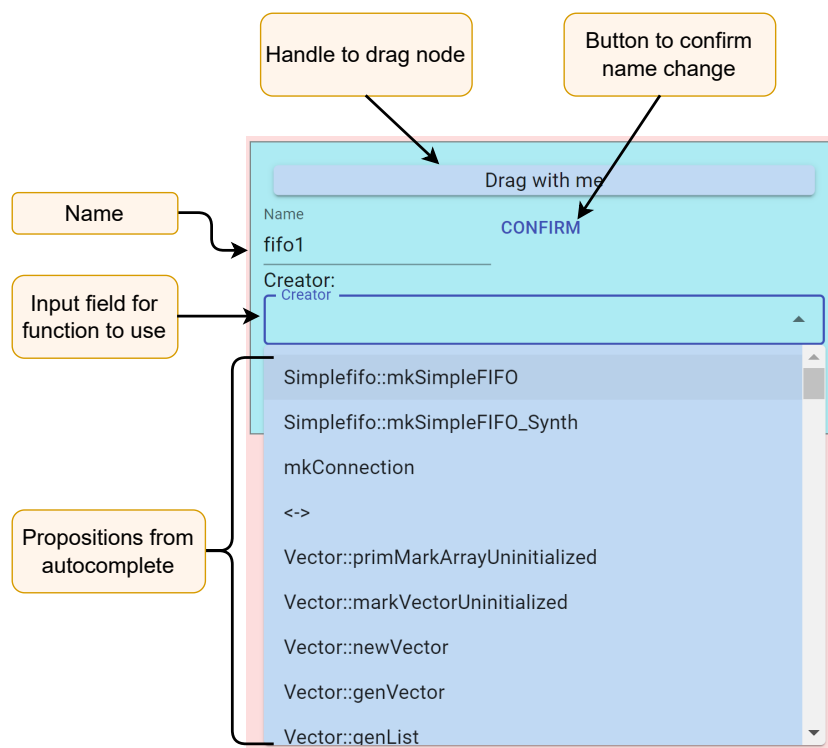 Handle to drag node
Button to confirm
name change
Drag with me
Name
Name
CONFIRM
fifo1
Creator:
Creator
Input field for
function to use
Simplefifo::mkSimpleFIFO
Simplefifo::mkSimpleFIFO_Synth
mkConnection
<->
Propositions from
autocomplete
Vector::primMarkArrayUninitialized
Vector::markVectorUninitialized
Vector::newVector
Vector::genVector
Vector::genList